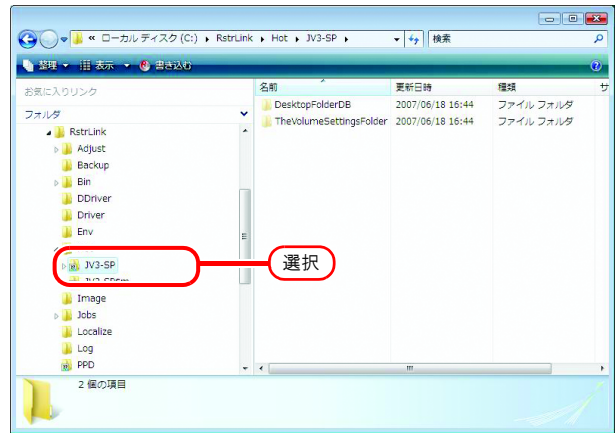 « ローカル ディスク (C:) RstrLink Hot JV3-SP 検索
整理 表示 書き込む
お気に入りリンク
フォルダ
RstrLink
Adjust
Backup
Bin
DDriver
Driver
Env
JV3-SP
Image
Jobs
Localize
Log
PPD
名前 更新日時 種類 サ
DesktopFolderDB 2007/06/18 16:44 ファイル フォルダ
TheVolumeSettingsFolder 2007/06/18 16:44 ファイル フォルダ
選択
2 個の項目